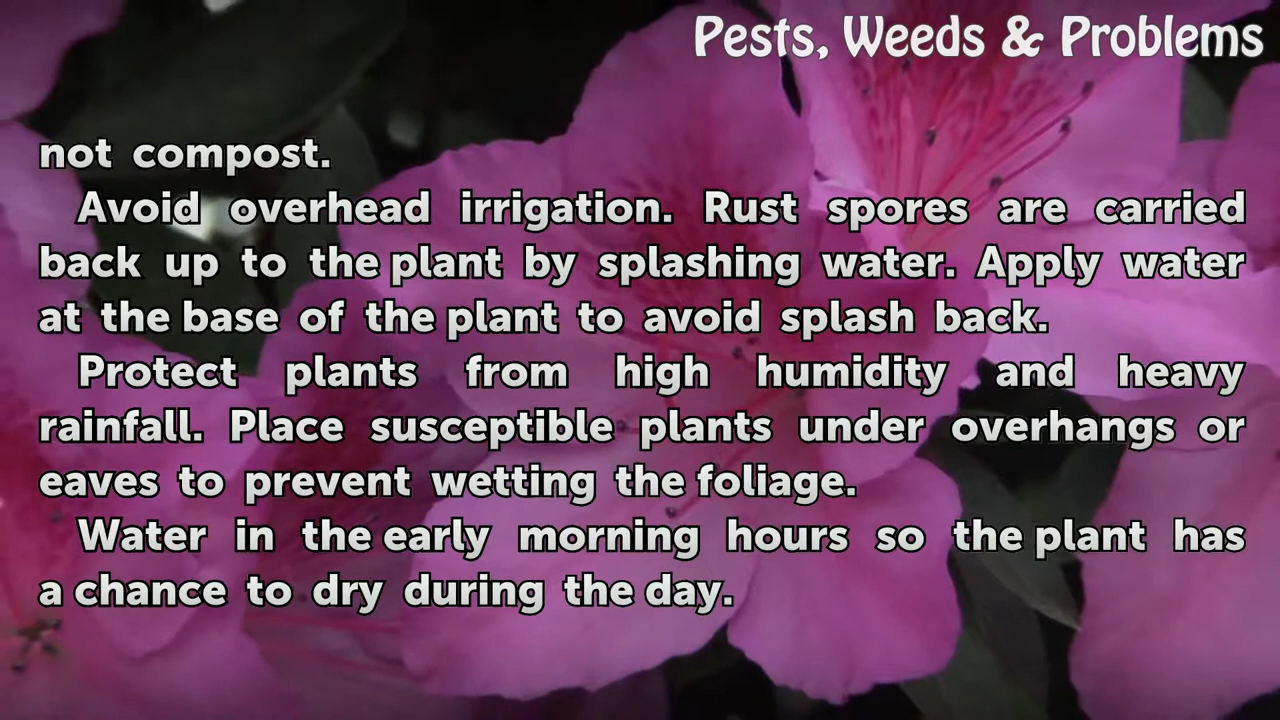 Pests, Weeds & Problems
not compost.
Avoid overhead irrigation. Rust spores are carried
back up to the plant by splashing water. Apply water
at the base of the plant to avoid splash back.
Protect plants from high humidity and heavy
rainfall. Place susceptible plants under overhangs or
eaves to prevent wetting the foliage.
Water in the early morning hours so the plant has
a chance to dry during the day.